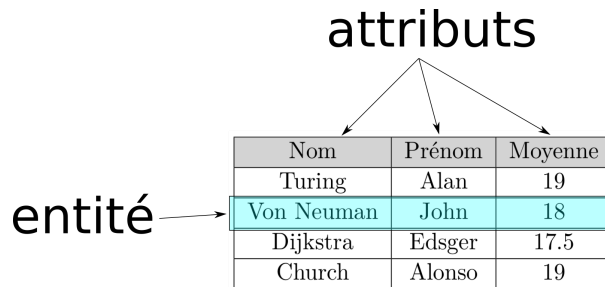 attributs
Nom Prénom Moyenne
Turing Alan 19
entité
Von Neuman John 18
Dijkstra Edsger 17.5
Church Alonso 19